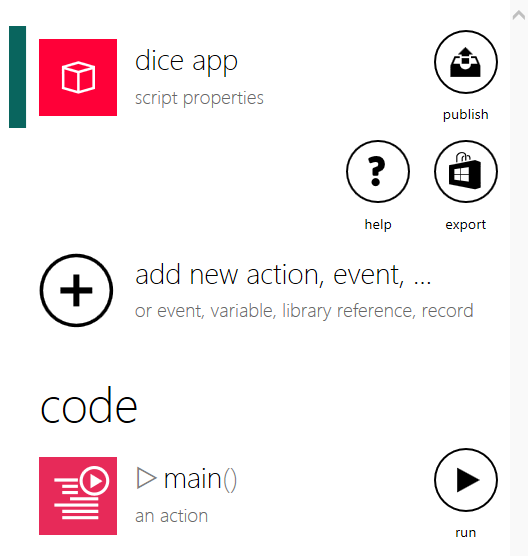 dice app
script properties
publish
help
export
add new action, event, ...
or event, variable, library reference, record
code
main()
an action
run